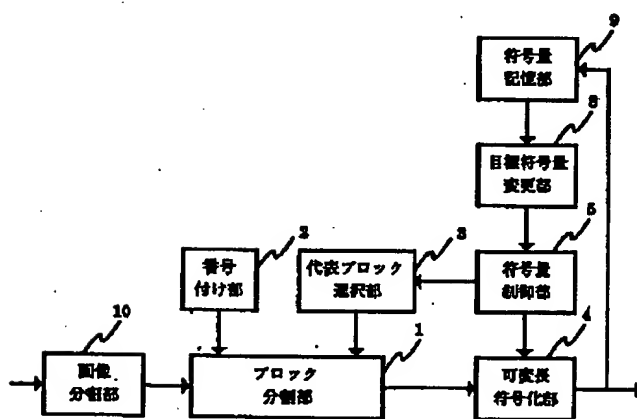 9
符号量
記憶部
8
目標符号量
変更部
5
2
3
符号量
制御部
番号
付け部
代表ブロック
選択部
4
10
1
画像
分割部
ブロック
分割部
可変長
符号化部